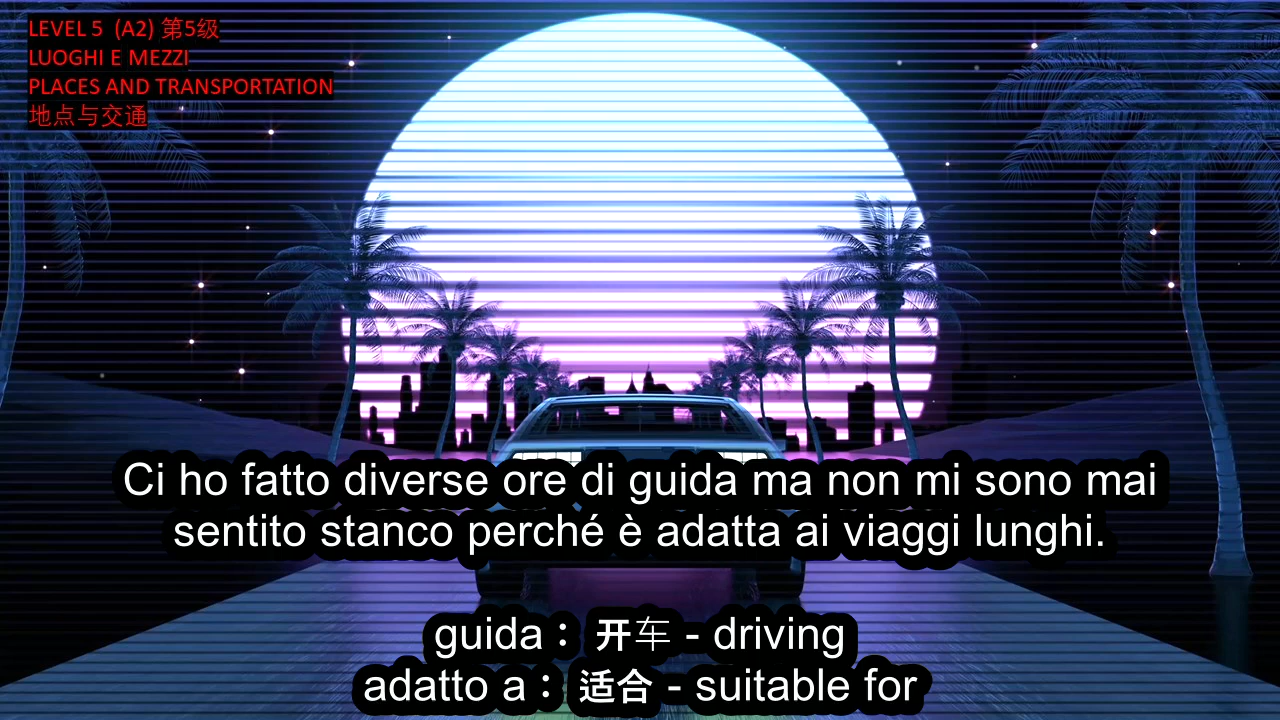 LEVEL 5 (A2) 第5级
LUOGHI E MEZZI
PLACES AND TRANSPORTATION
地点与交通
Ci ho fatto diverse ore di guida ma non mi sono mai
sentito stanco perché è adatta ai viaggi lunghi.
guida： 开车 - driving
adatto a： 适合 - suitable for